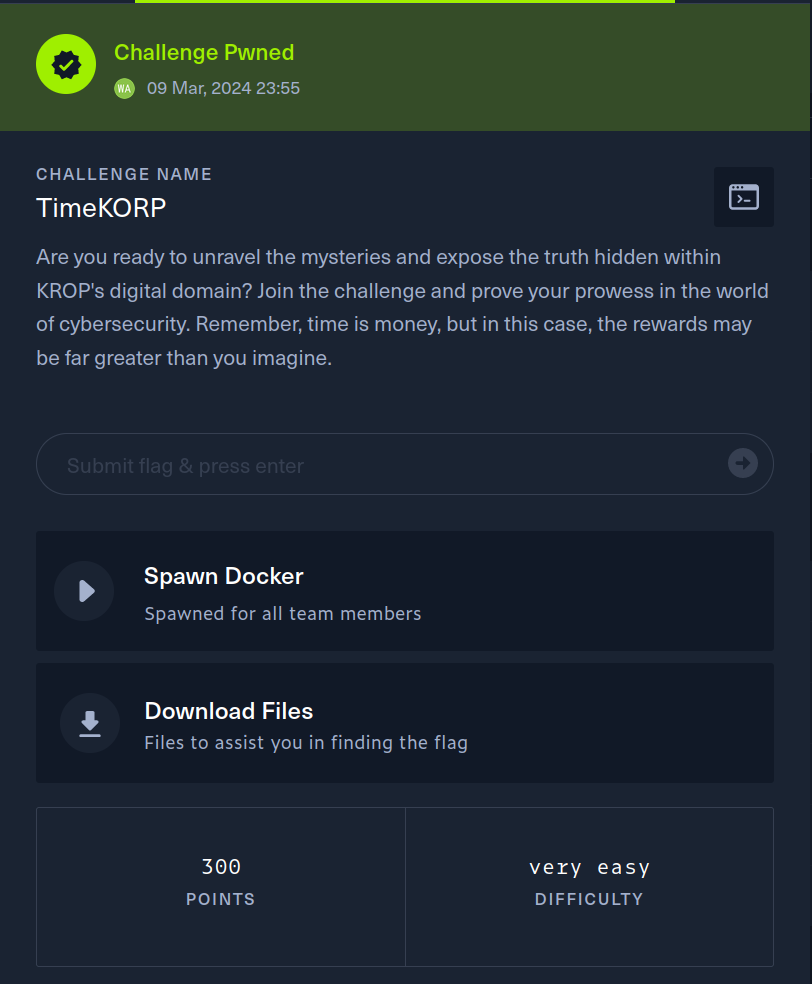 Challenge Pwned
WA 09 Mar, 2024 23:55
CHALLENGE NAME
TimeKORP
Are you ready to unravel the mysteries and expose the truth hidden within
KROP's digital domain? Join the challenge and prove your prowess in the world
of cybersecurity. Remember, time is money, but in this case, the rewards may
be far greater than you imagine.
Submit flag & press enter
Spawn Docker
Spawned for all team members
Download Files
Files to assist you in finding the flag
300
POINTS
very easy
DIFFICULTY